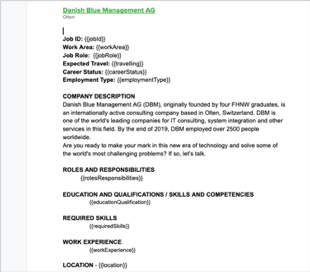 Danish Blue Management AG
Olten
Job ID: {{jobId}}
Work Area: {{workArea}}
Job Role: {{jobRole}}
Expected Travel: {{travelling}}
Career Status: {{careerStatus}}
Employment Type: {{employmentType}}
COMPANY DESCRIPTION
Danish Blue Management AG (DBM), originally founded by four FHNW graduates, is
an internationally active consulting company based in Olten, Switzerland. DBM is
one of the world's leading companies for IT consulting, system integration and other
services in this field. By the end of 2019, DBM employed over 2500 people
worldwide.
Are you ready to make your mark in this new era of technology and solve some of
the world's most challenging problems? If so, let's talk.
ROLES AND RESPONSIBILITIES
{{rolesResponsibilities}}
EDUCATION AND QUALIFICATIONS / SKILLS AND COMPETENCIES
{{educationQualification}}
REQUIRED SKILLS
{{requiredSkills}}
WORK EXPERIENCE
{{workExperience}}
LOCATION - {{location}}